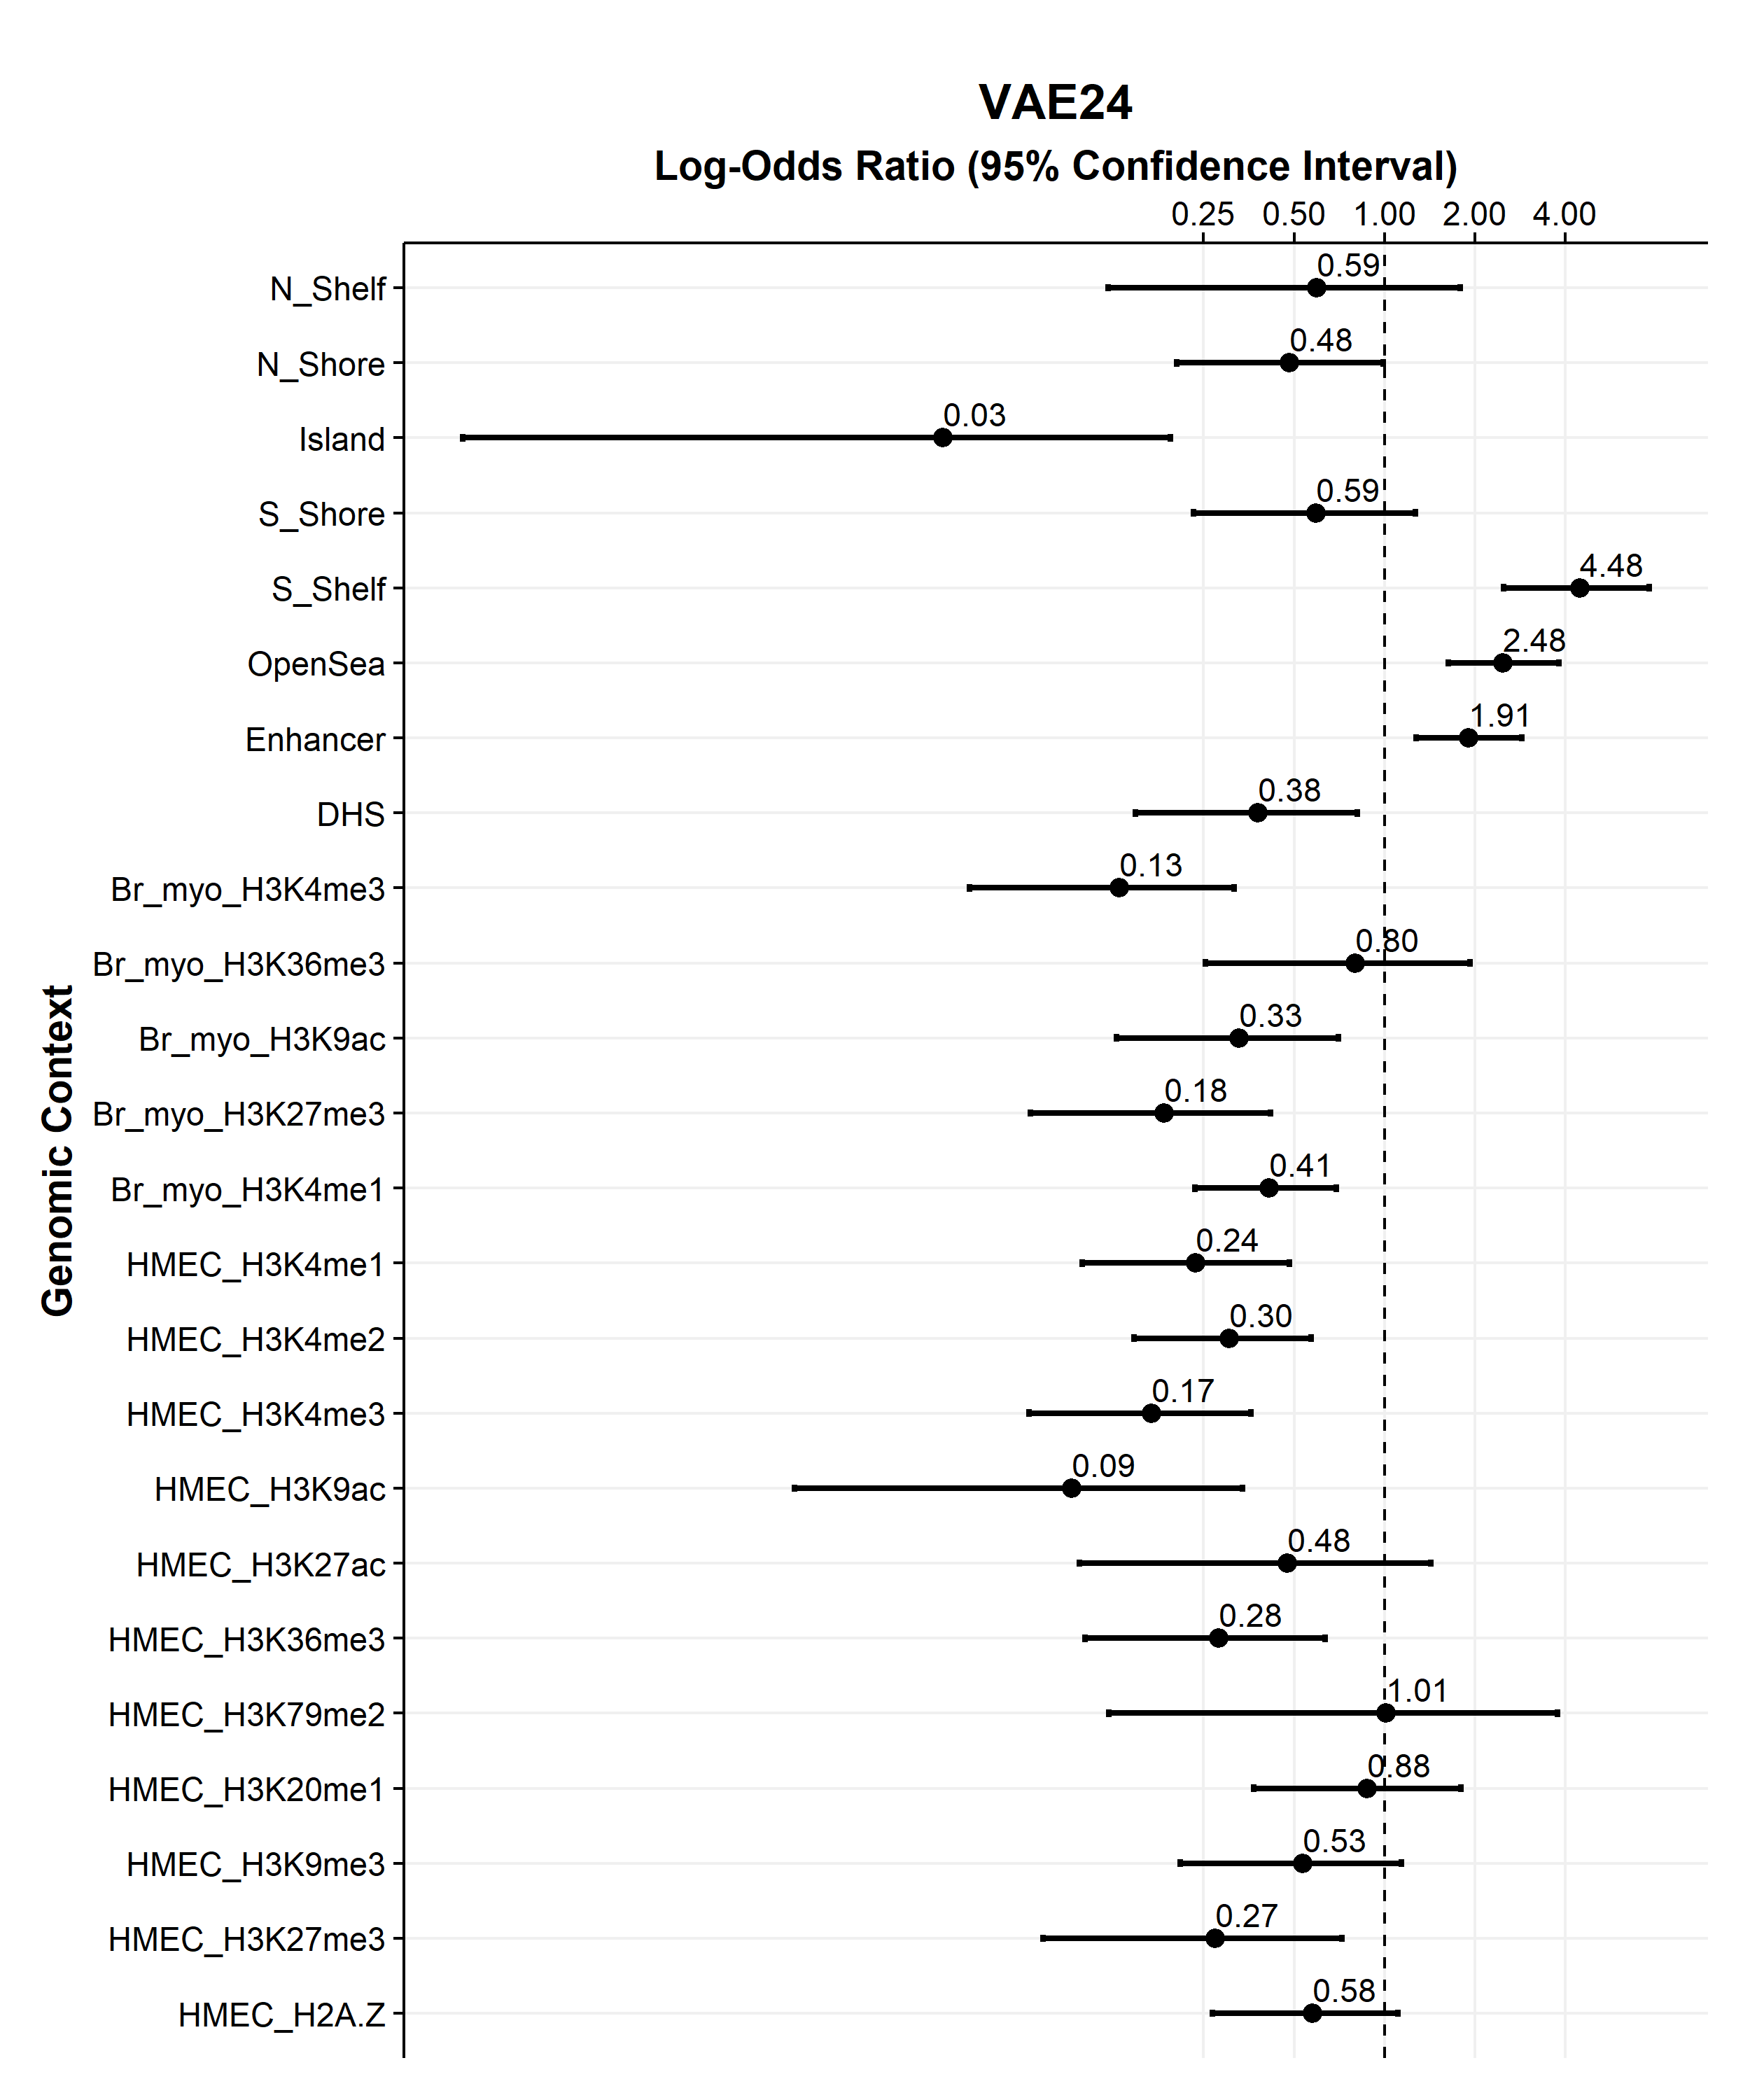 VAE24
Log-Odds Ratio (95% Confidence Interval)
0.25 0.50 1.00 2.00 4.00
N_Shelf 0.59
N_Shore 0.48
Island 0.03
S_Shore 0.59
S_Shelf 4.48
OpenSea 2.48
Enhancer 1.91
DHS 0.38
Br_myo_H3K4me3 0.13
Br_myo_H3K36me3 0.80
Br_myo_H3K9ac 0.33
Br_myo_H3K27me3 0.18
Br_myo_H3K4me1 0.41
HMEC_H3K4me1 0.24
HMEC_H3K4me2 0.30
HMEC_H3K4me3 0.17
HMEC_H3K9ac 0.09
HMEC_H3K27ac 0.48
HMEC_H3K36me3 0.28
HMEC_H3K79me2 1.01
HMEC_H3K20me1 0.88
HMEC_H3K9me3 0.53
HMEC_H3K27me3 0.27
HMEC_H2A.Z 0.58
Genomic Context